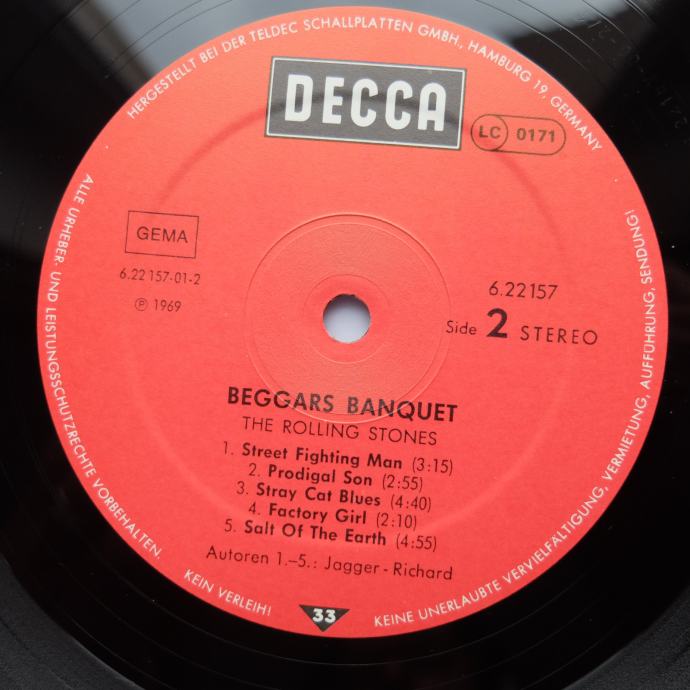 HERGESTELLT BEI DER TELDEC SCHALLPLATTEN GMBH., HAMBURG 19, GERMANY
DECCA
LC 0171
GEMA
6.22157-01-2
Ⓟ 1969
6.22157
Side 2 STEREO
BEGGARS BANQUET
THE ROLLING STONES
1. Street Fighting Man (3:15)
2. Prodigal Son (2:55)
3. Stray Cat Blues (4:40)
4. Factory Girl (2:10)
5. Salt Of The Earth (4:55)
Autoren 1.–5.: Jagger - Richard
33
ALLE URHEBER- UND LEISTUNGSSCHUTZRECHTE VORBEHALTEN.
KEIN VERLEIH!
KEINE UNERLAUBTE VERVIELFÄLTIGUNG, VERMIETUNG, AUFFÜHRUNG, SENDUNG!